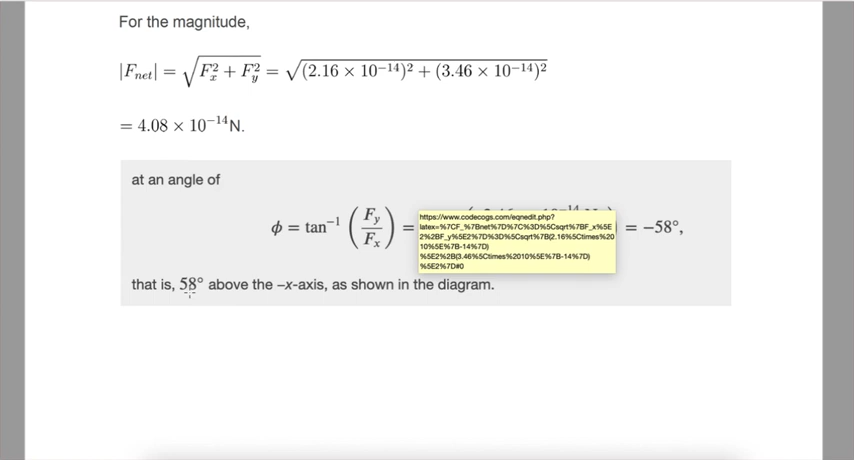 For the magnitude,
|F_net| = √(F_x² + F_y²) = √((2.16 × 10⁻¹⁴)² + (3.46 × 10⁻¹⁴)²
= 4.08 × 10⁻¹⁴N.
at an angle of
ϕ = tan⁻¹ (F_y/F_x) = = −58°,
https://www.codecogs.com/eqnedit.php?
latex=%7CF_%7Bnet%7D%7C%3D%5Csqrt%7BF_x%5E
2%2BF_y%5E2%7D%3D%5Csqrt%7B(2.16%5Ctimes%20
10%5E%7B-14%7D)
%5E2%2B(3.46%5Ctimes%2010%5E%7B-14%7D)
%5E2%7D#0
that is, 58° above the –x-axis, as shown in the diagram.